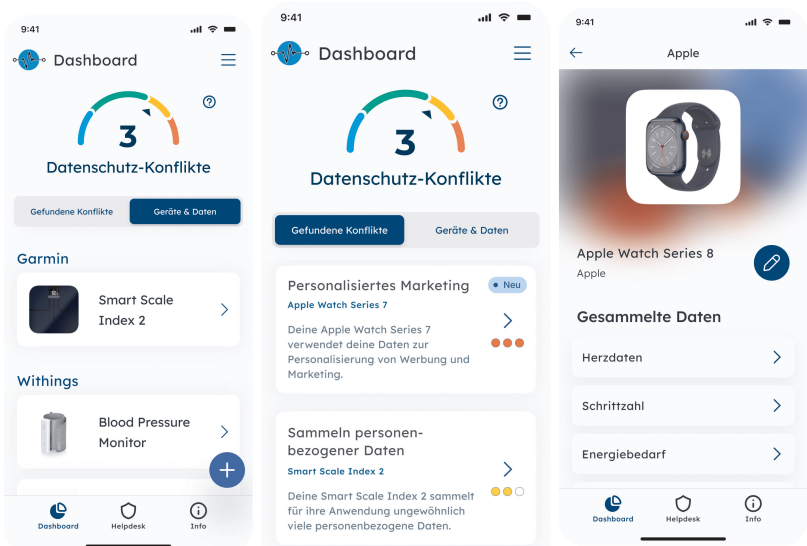 9:41
Dashboard
3
Datenschutz-Konflikte
Gefundene Konflikte
Geräte & Daten
Garmin
Smart Scale
Index 2
Withings
Blood Pressure
Monitor
Dashboard
Helpdesk
Info
9:41
Dashboard
3
Datenschutz-Konflikte
Gefundene Konflikte
Geräte & Daten
Personalisiertes Marketing
Neu
Apple Watch Series 7
Deine Apple Watch Series 7
verwendet deine Daten zur
Personalisierung von Werbung und
Marketing.
Sammeln personen-
bezogener Daten
Smart Scale Index 2
Deine Smart Scale Index 2 sammelt
für ihre Anwendung ungewöhnlich
viele personenbezogene Daten.
9:41
Apple
Apple Watch Series 8
Apple
Gesammelte Daten
Herzdaten
Schrittzahl
Energiebedarf
Dashboard
Helpdesk
Info